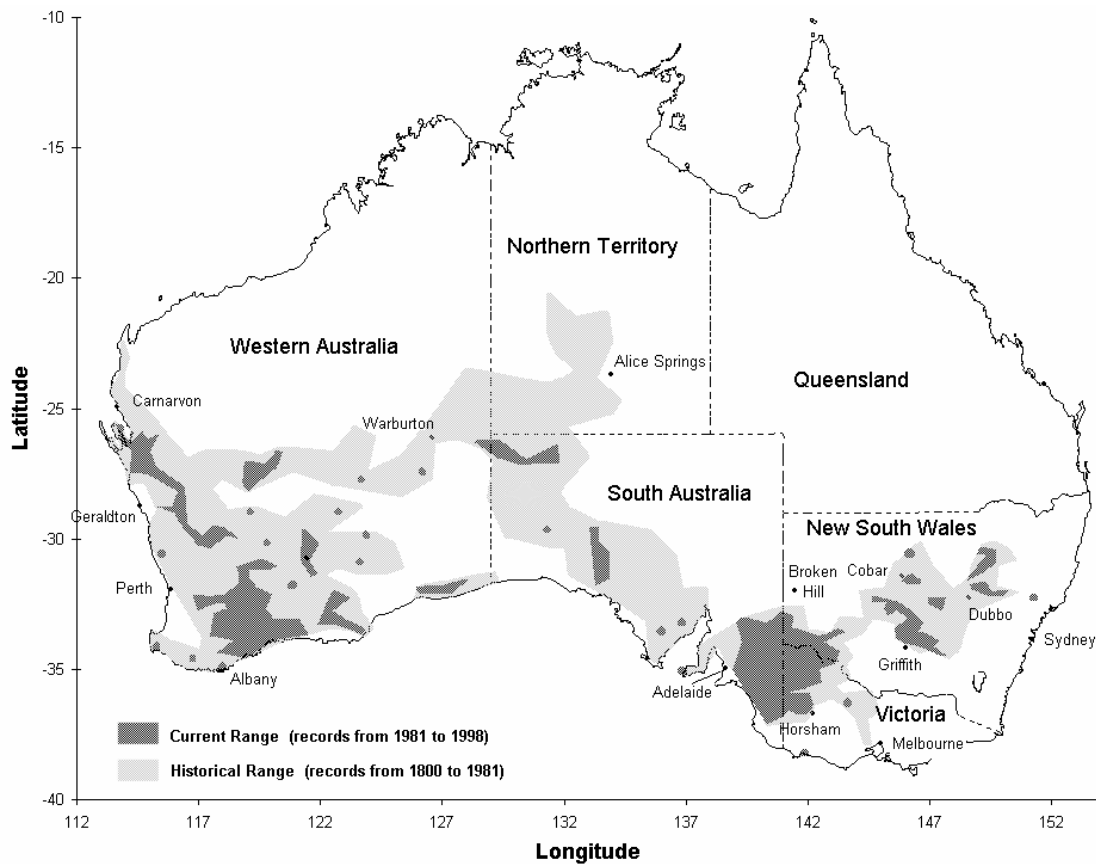 -10
-15
-20
-25
-30
-35
-40
Latitude
Northern Territory
Western Australia
Alice Springs
Queensland
Carnarvon
Warburton
South Australia
Geraldton
New South Wales
Broken
Hill
Cobar
Perth
Dubbo
Sydney
Griffith
Albany
Adelaide
Victoria
Horsham
Melbourne
Current Range (records from 1981 to 1998)
Historical Range (records from 1800 to 1981)
112 117 122 127 132 137 142 147 152
Longitude